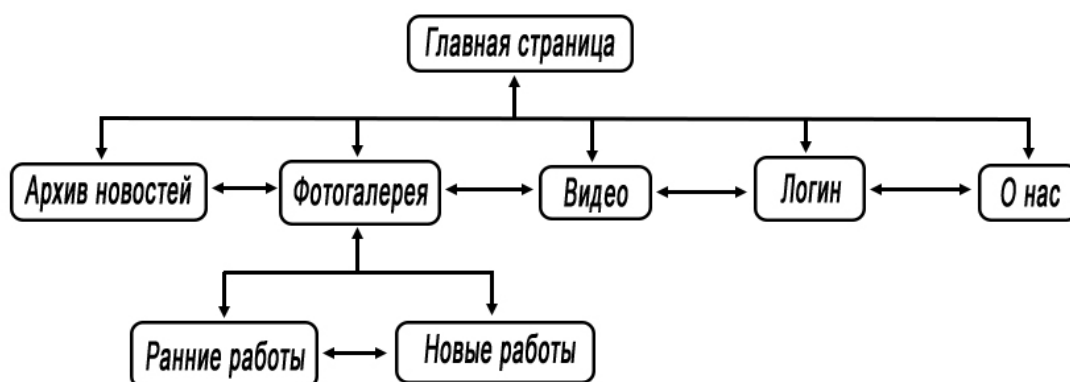 Главная страница
Архив новостей
Фотогалерея
Видео
Логин
О нас
Ранние работы
Новые работы